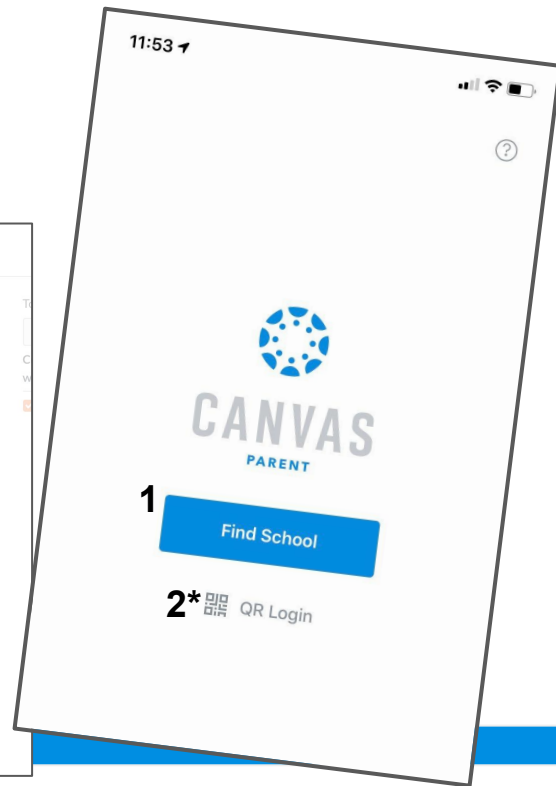 11:53
?
CANVAS
PARENT
1
Find School
2*
QR Login